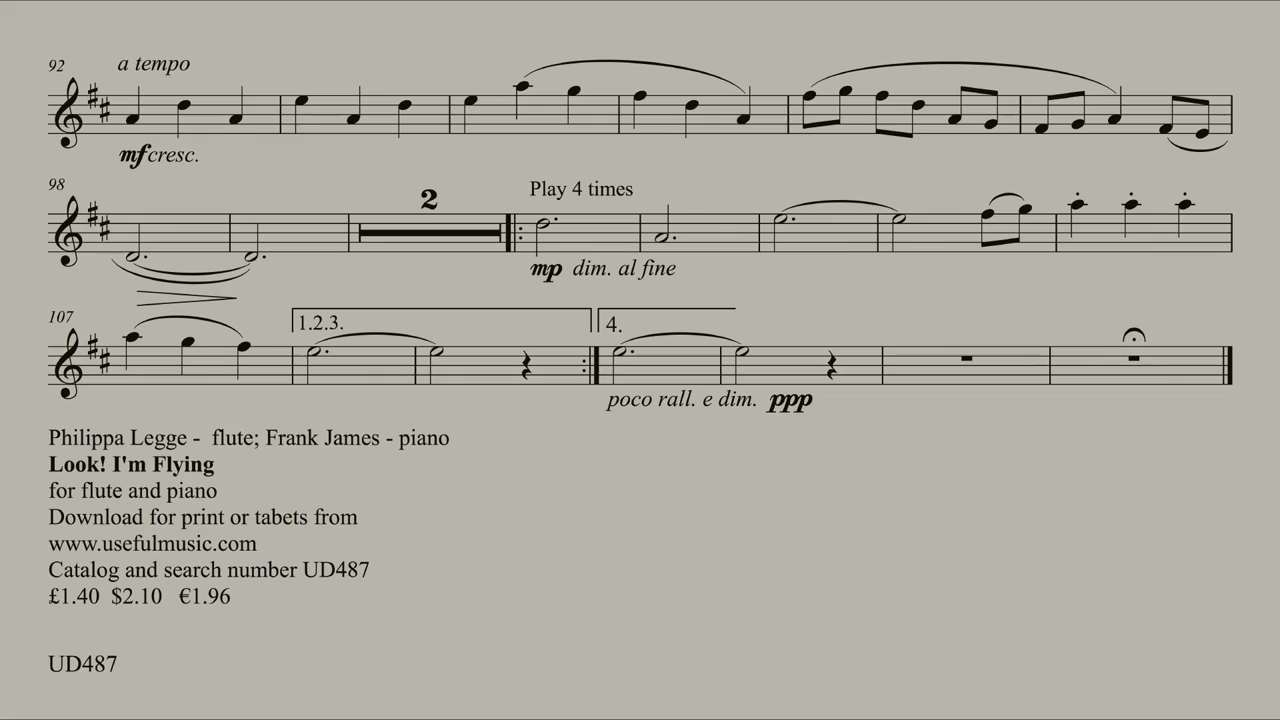 92 a tempo
mf cresc.
98 2 Play 4 times
mp dim. al fine
107 1.2.3. 4.
poco rall. e dim. ppp
Philippa Legge - flute; Frank James - piano
Look! I'm Flying
for flute and piano
Download for print or tabets from
www.usefulmusic.com
Catalog and search number UD487
£1.40 $2.10 €1.96
UD487